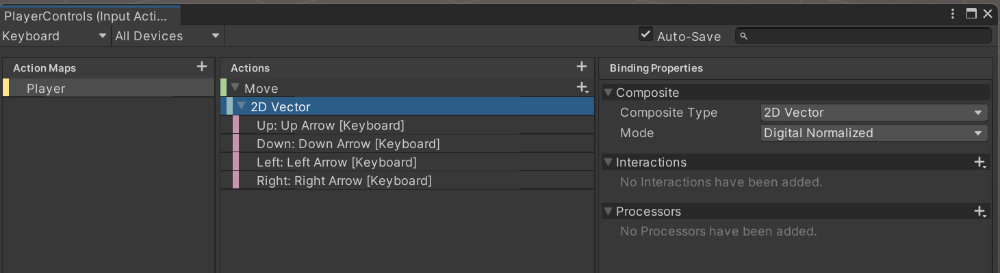 PlayerControls (Input Acti...
Keyboard All Devices Auto-Save
Action Maps
Player
Actions
Move
2D Vector
Up: Up Arrow [Keyboard]
Down: Down Arrow [Keyboard]
Left: Left Arrow [Keyboard]
Right: Right Arrow [Keyboard]
Binding Properties
Composite
Composite Type 2D Vector
Mode Digital Normalized
Interactions
No Interactions have been added.
Processors
No Processors have been added.